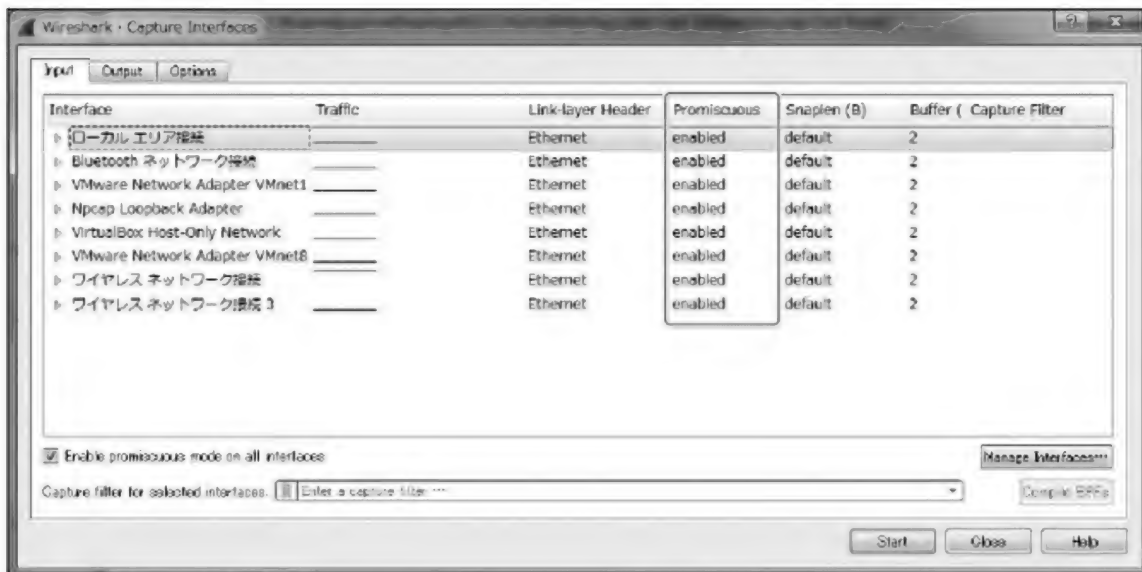 Wireshark · Capture Interfaces
Input Output Options
Interface Traffic Link-layer Header Promiscuous Snaplen (B) Buffer ( Capture Filter
ローカル エリア接続 Ethernet enabled default 2
Bluetooth ネットワーク接続 Ethernet enabled default 2
VMware Network Adapter VMnet1 Ethernet enabled default 2
Npcap Loopback Adapter Ethernet enabled default 2
VirtualBox Host-Only Network Ethernet enabled default 2
VMware Network Adapter VMnet8 Ethernet enabled default 2
ワイヤレス ネットワーク接続 Ethernet enabled default 2
ワイヤレス ネットワーク接続 3 Ethernet enabled default 2
Enable promiscuous mode on all interfaces
Manage Interfaces…
Capture filter for selected interfaces: Enter a capture filter …
Compile BPFs
Start Close Help